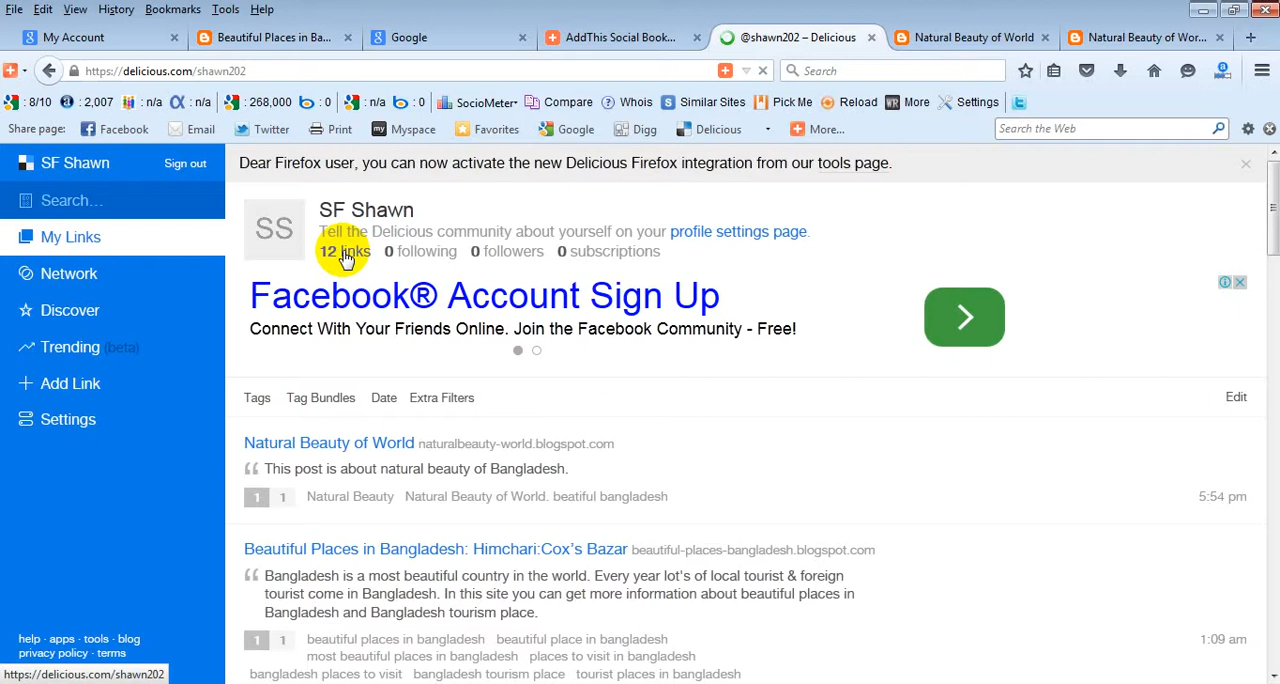 File Edit View History Bookmarks Tools Help
My Account × Beautiful Places in Ba... × Google × AddThis Social Book... × @shawn202 – Delicious × Natural Beauty of World × Natural Beauty of Wor... × +
https://delicious.com/shawn202 Search
: 8/10 : 2,007 : n/a : n/a : 268,000 : 0 : n/a : 0 SocioMeter Compare Whois Similar Sites Pick Me Reload More Settings
Share page: Facebook Email Twitter Print Myspace Favorites Google Digg Delicious More... Search the Web
SF Shawn Sign out
Search...
My Links
Network
Discover
Trending (beta)
Add Link
Settings
help · apps · tools · blog
privacy policy · terms
https://delicious.com/shawn202
Dear Firefox user, you can now activate the new Delicious Firefox integration from our tools page. ×
SS
SF Shawn
Tell the Delicious community about yourself on your profile settings page.
12 links 0 following 0 followers 0 subscriptions
Facebook® Account Sign Up
Connect With Your Friends Online. Join the Facebook Community - Free!
Tags Tag Bundles Date Extra Filters Edit
Natural Beauty of World naturalbeauty-world.blogspot.com
This post is about natural beauty of Bangladesh.
1 1 Natural Beauty Natural Beauty of World. beatiful bangladesh 5:54 pm
Beautiful Places in Bangladesh: Himchari:Cox's Bazar beautiful-places-bangladesh.blogspot.com
Bangladesh is a most beautiful country in the world. Every year lot's of local tourist & foreign
tourist come in Bangladesh. In this site you can get more information about beautiful places in
Bangladesh and Bangladesh tourism place.
1 1 beautiful places in bangladesh beautiful place in bangladesh 1:09 am
most beautiful places in bangladesh places to visit in bangladesh
bangladesh places to visit bangladesh tourism place tourist places in bangladesh